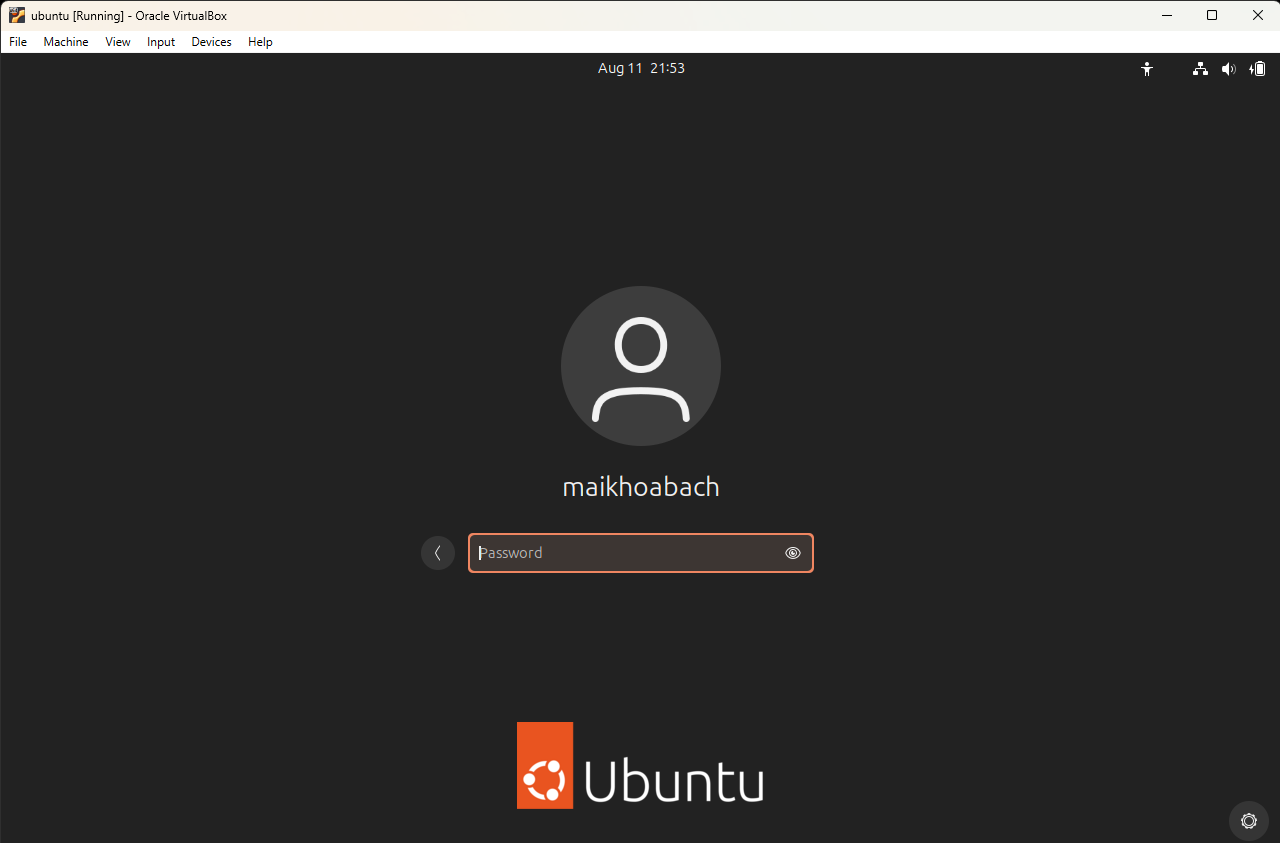 ubuntu [Running] - Oracle VirtualBox
File Machine View Input Devices Help
Aug 11 21:53
maikhoabach
Password
Ubuntu